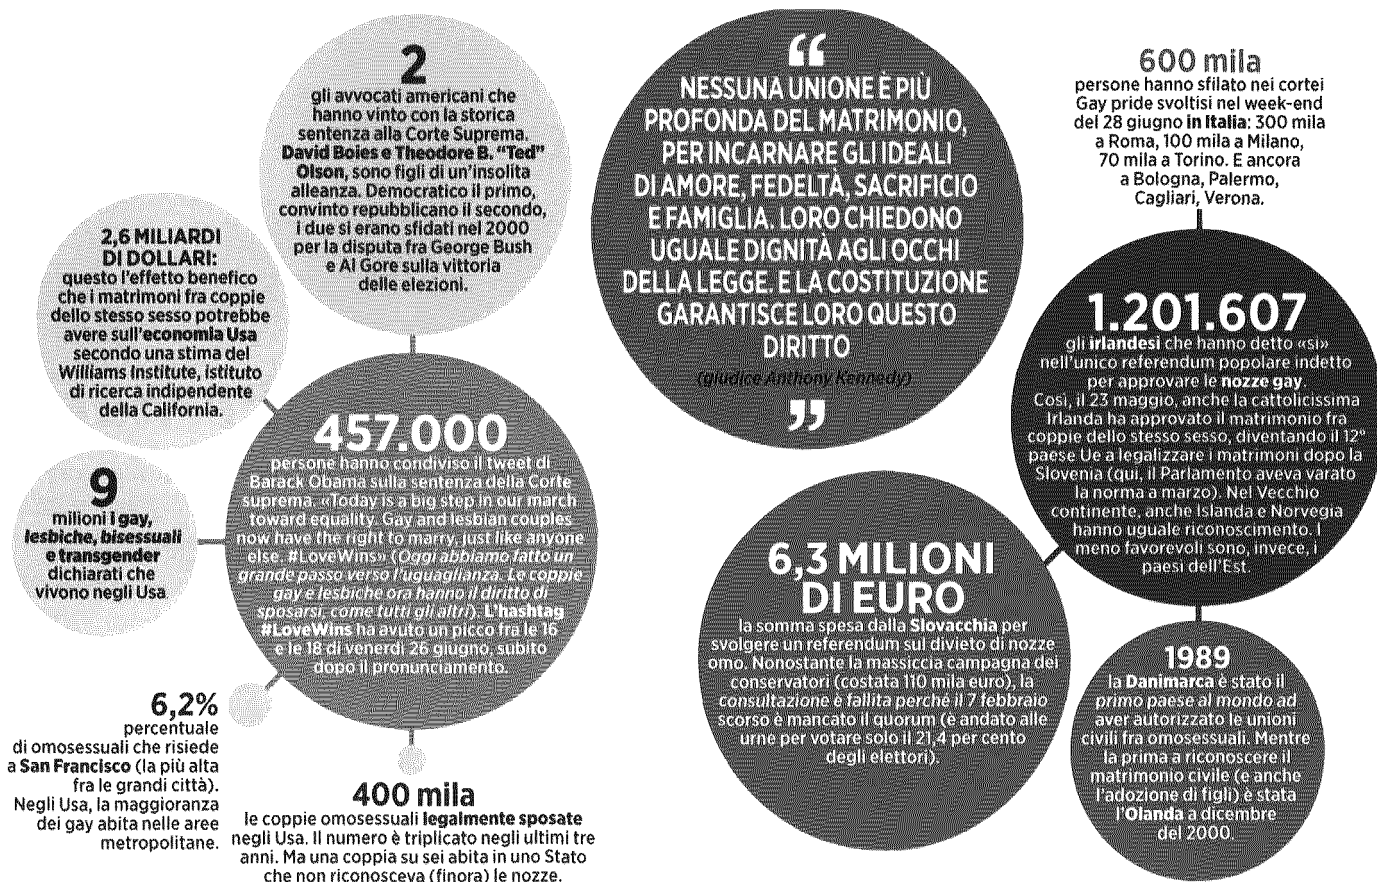 2
gli avvocati americani che
hanno vinto con la storica
sentenza alla Corte Suprema.
David Boies e Theodore B. “Ted”
Olson, sono figli di un'insolita
alleanza. Democratico il primo,
convinto repubblicano il secondo,
i due si erano sfidati nel 2000
per la disputa fra George Bush
e Al Gore sulla vittoria
delle elezioni.
2,6 MILIARDI
DI DOLLARI:
questo l'effetto benefico
che i matrimoni fra coppie
dello stesso sesso potrebbe
avere sull'economia Usa
secondo una stima del
Williams Institute, istituto
di ricerca indipendente
della California.
9
milioni i gay,
lesbiche, bisessuali
e transgender
dichiarati che
vivono negli Usa
457.000
persone hanno condiviso il tweet di
Barack Obama sulla sentenza della Corte
suprema. «Today is a big step in our march
toward equality. Gay and lesbian couples
now have the right to marry, just like anyone
else. #LoveWins» (Oggi abbiamo fatto un
grande passo verso l'uguaglianza. Le coppie
gay e lesbiche ora hanno il diritto di
sposarsi, come tutti gli altri). L'hashtag
#LoveWins ha avuto un picco fra le 16
e le 18 di venerdì 26 giugno, subito
dopo il pronunciamento.
6,2%
percentuale
di omosessuali che risiede
a San Francisco (la più alta
fra le grandi città).
Negli Usa, la maggioranza
dei gay abita nelle aree
metropolitane.
400 mila
le coppie omosessuali legalmente sposate
negli Usa. Il numero è triplicato negli ultimi tre
anni. Ma una coppia su sei abita in uno Stato
che non riconosceva (finora) le nozze.
“
NESSUNA UNIONE È PIÙ
PROFONDA DEL MATRIMONIO,
PER INCARNARE GLI IDEALI
DI AMORE, FEDELTÀ, SACRIFICIO
E FAMIGLIA. LORO CHIEDONO
UGUALE DIGNITÀ AGLI OCCHI
DELLA LEGGE. E LA COSTITUZIONE
GARANTISCE LORO QUESTO
DIRITTO
(giudice Anthony Kennedy)
”
600 mila
persone hanno sfilato nei cortei
Gay pride svoltisi nel week-end
del 28 giugno in Italia: 300 mila
a Roma, 100 mila a Milano,
70 mila a Torino. E ancora
a Bologna, Palermo,
Cagliari, Verona.
1.201.607
gli irlandesi che hanno detto «sì»
nell'unico referendum popolare indetto
per approvare le nozze gay.
Così, il 23 maggio, anche la cattolicissima
Irlanda ha approvato il matrimonio fra
coppie dello stesso sesso, diventando il 12°
paese Ue a legalizzare i matrimoni dopo la
Slovenia (qui, il Parlamento aveva varato
la norma a marzo). Nel Vecchio
continente, anche Islanda e Norvegia
hanno uguale riconoscimento. I
meno favorevoli sono, invece, i
paesi dell'Est.
6,3 MILIONI
DI EURO
la somma spesa dalla Slovacchia per
svolgere un referendum sul divieto di nozze
omo. Nonostante la massiccia campagna dei
conservatori (costata 110 mila euro), la
consultazione è fallita perché il 7 febbraio
scorso è mancato il quorum (è andato alle
urne per votare solo il 21,4 per cento
degli elettori).
1989
la Danimarca è stato il
primo paese al mondo ad
aver autorizzato le unioni
civili fra omosessuali. Mentre
la prima a riconoscere il
matrimonio civile (e anche
l'adozione di figli) è stata
l'Olanda a dicembre
del 2000.